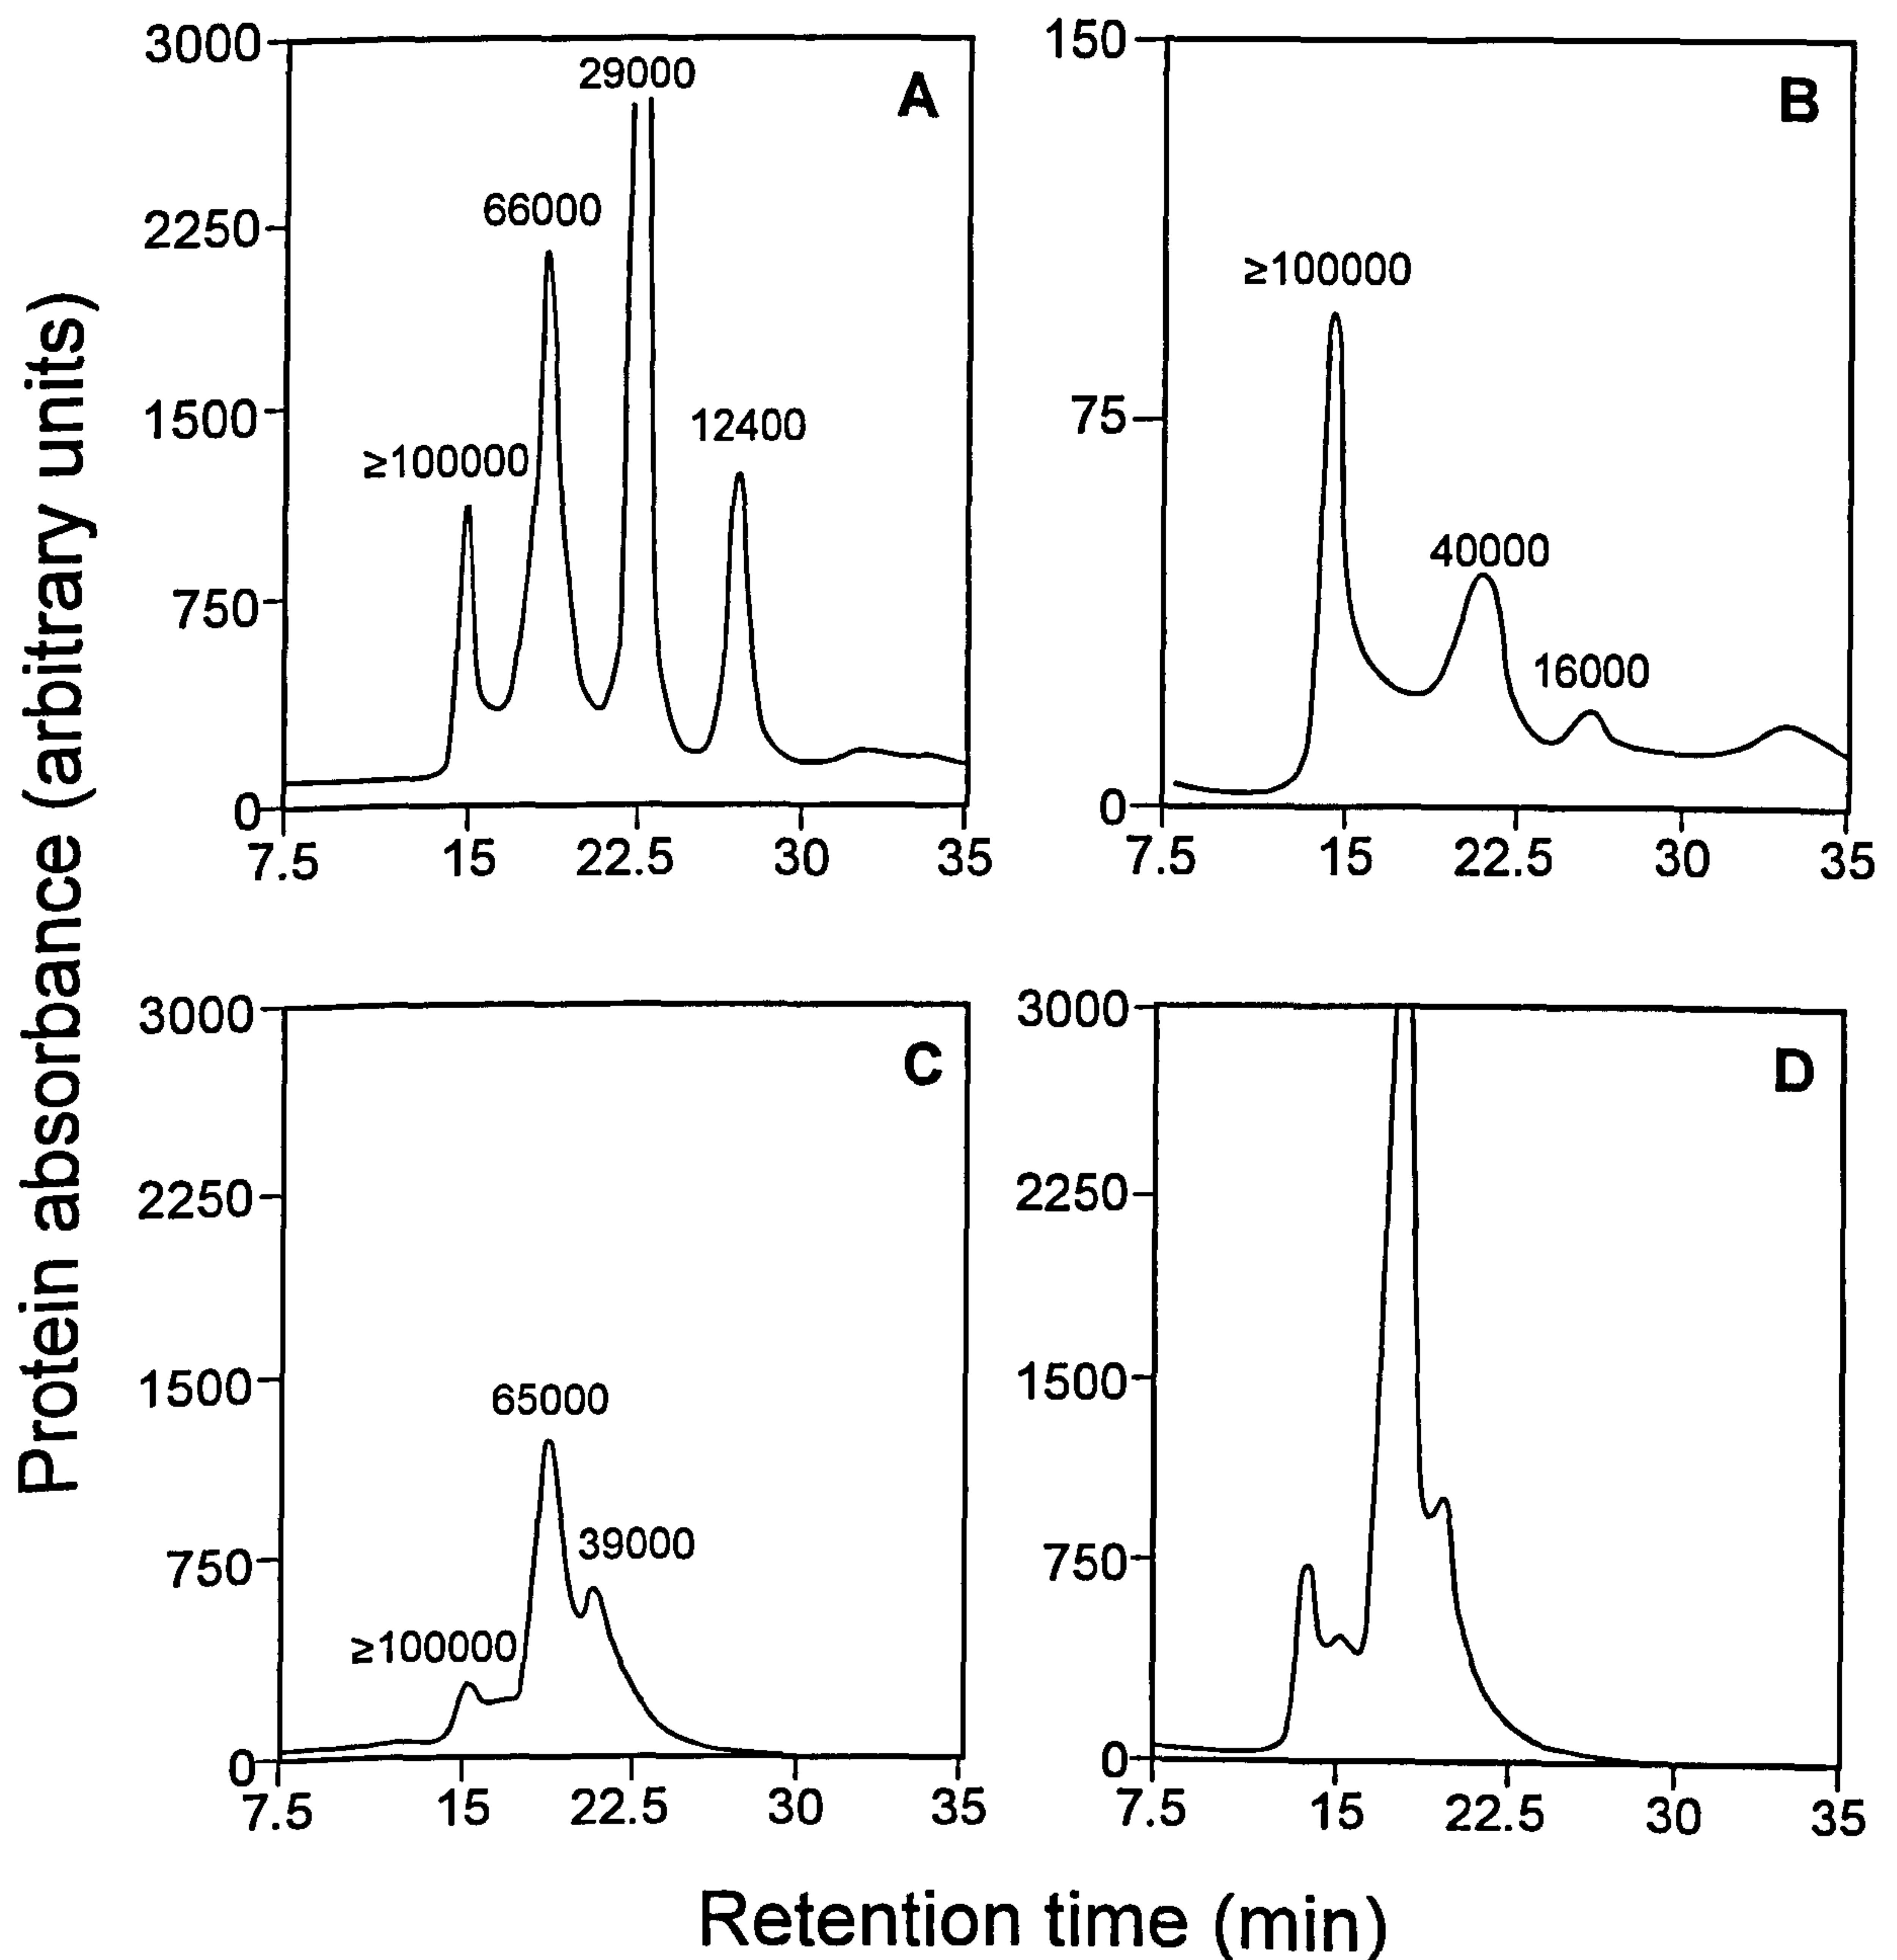 Protein absorbance (arbitrary units)
A
3000
2250
1500
750
0
≥100000
66000
29000
12400
7.5 15 22.5 30 35
B
150
75
0
≥100000
40000
16000
7.5 15 22.5 30 35
C
3000
2250
1500
750
0
≥100000
65000
39000
7.5 15 22.5 30 35
D
3000
2250
1500
750
0
7.5 15 22.5 30 35
Retention time (min)